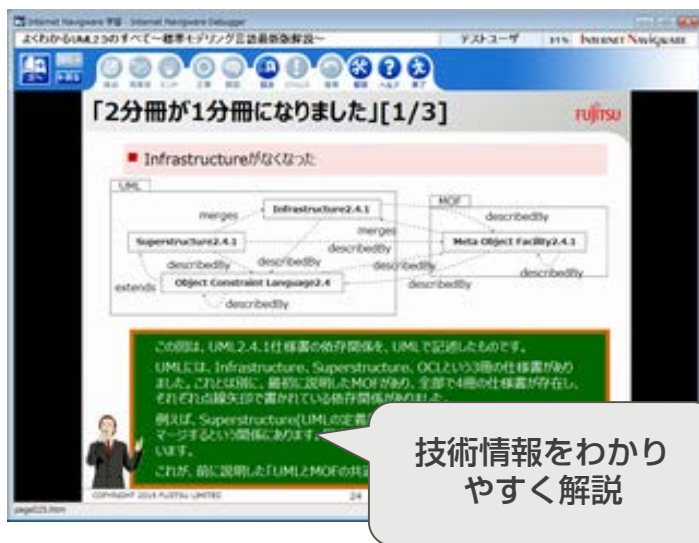 Internet Navigware 学習 - Internet Navigware Debugger
よくわかるUML2.5のすべて～標準モデリング言語最新版解説～
テストユーザ
INTERNET NAVIGWARE
「2分冊が1分冊になりました」[1/3]
FUJITSU
Infrastructureがなくなった
UML
MOF
Infrastructure2.4.1
merges
describedBy
merges
Superstructure2.4.1
describedBy
Meta Object Facility2.4.1
describedBy
describedBy
describedBy
describedBy
extends
Object Constraint Language2.4
describedBy
describedBy
この図は、UML2.4.1仕様書の依存関係を、UMLで記述したものです。
UMLには、Infrastructure、Superstructure、OCLという3冊の仕様書があり
ました。これとは別に、最初に説明したMOFがあり、全部で4冊の仕様書が存在し、
それぞれ点線矢印で書かれている依存関係がありました。
例えば、Superstructure(UMLの定義
マージするという関係にあります。
います。
これが、前に説明した「UMLとMOFの共
技術情報をわかり
やすく解説
COPYRIGHT 2014 FUJITSU LIMITED
24
page025.htm